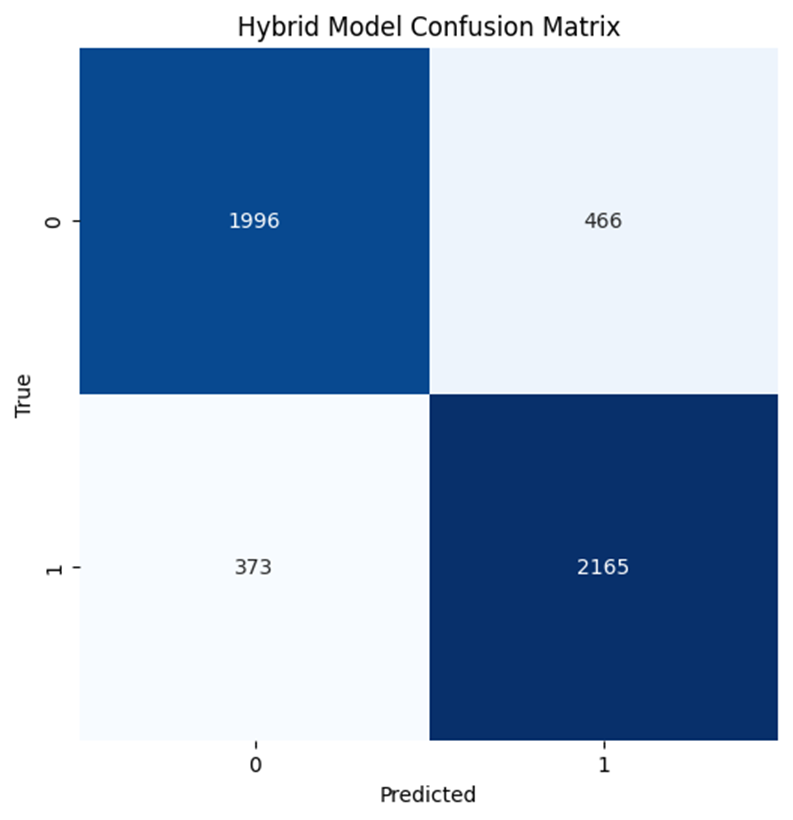 Hybrid Model Confusion Matrix
0
1996
466
True
1
373
2165
0
1
Predicted